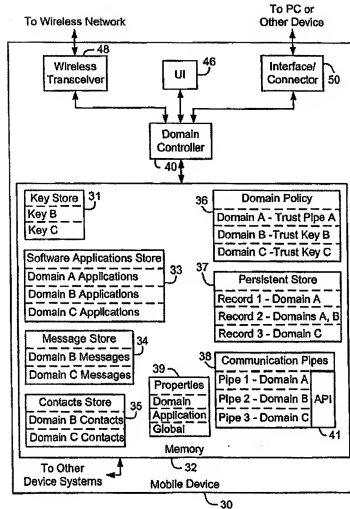 To Wireless Network
To PC or
Other Device
48
46
Wireless
Transceiver
UI
Interface/
Connector
50
Domain
Controller
40
Key Store
31
Key B
Key C
36
Domain Policy
Domain A - Trust Pipe A
Domain B -Trust Key B
Domain C -Trust Key C
Software Applications Store
33
Domain A Applications
Domain B Applications
Domain C Applications
37
Persistent Store
Record 1 - Domain A
Record 2 - Domains A, B
Record 3 - Domain C
Message Store
34
Domain B Messages
Domain C Messages
38
Communication Pipes
Pipe 1 - Domain A
Pipe 2 - Domain B
Pipe 3 - Domain C
API
41
39
Properties
Domain
Application
Global
Contacts Store
35
Domain B Contacts
Domain C Contacts
Memory
32
To Other
Device Systems
Mobile Device
30